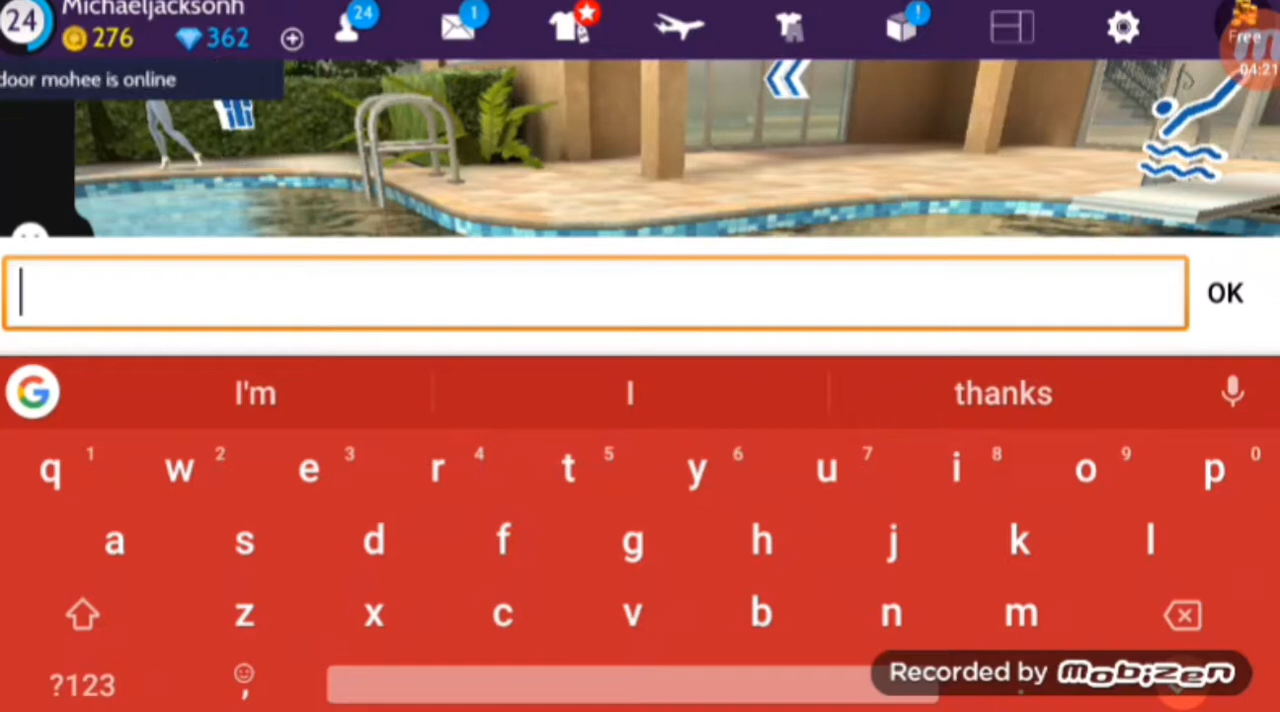 Michaeljacksonh
24
276
362
24
1
!
Free
04:21
door mohee is online
OK
G
I'm
I
thanks
q 1 w 2 e 3 r 4 t 5 y 6 u 7 i 8 o 9 p 0
a s d f g h j k l
z x c v b n m
?123 ,
Recorded by mobizen